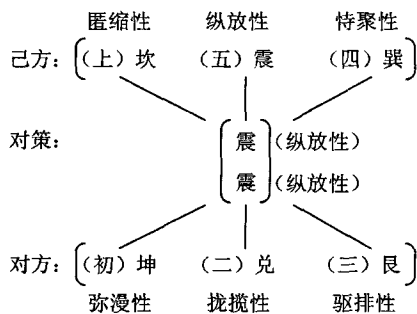 匿缩性 纵放性 恃聚性
己方：（上）坎 （五）震 （四）巽
对策： 震（纵放性）
震（纵放性）
对方：（初）坤 （二）兑 （三）艮
弥漫性 拢揽性 驱排性